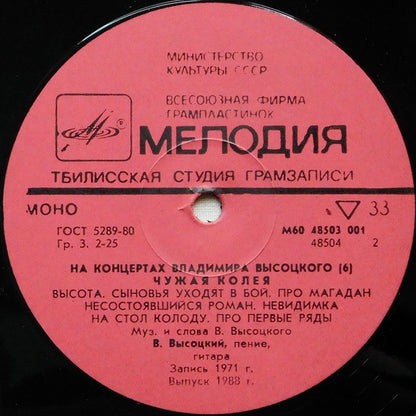 МИНИСТЕРСТВО
КУЛЬТУРЫ СССР
ВСЕСОЮЗНАЯ ФИРМА
ГРАМПЛАСТИНОК
МЕЛОДИЯ
ТБИЛИССКАЯ СТУДИЯ ГРАМЗАПИСИ
МОНО
33
ГОСТ 5289-80
М60 48503 001
Гр. 3. 2-25
48504 2
НА КОНЦЕРТАХ ВЛАДИМИРА ВЫСОЦКОГО (6)
ЧУЖАЯ КОЛЕЯ
ВЫСОТА. СЫНОВЬЯ УХОДЯТ В БОЙ. ПРО МАГАДАН
НЕСОСТОЯВШИЙСЯ РОМАН. НЕВИДИМКА
НА СТОЛ КОЛОДУ. ПРО ПЕРВЫЕ РЯДЫ
Муз. и слова В. Высоцкого
В. Высоцкий, пение,
гитара
Запись 1971 г.
Выпуск 1988 г.